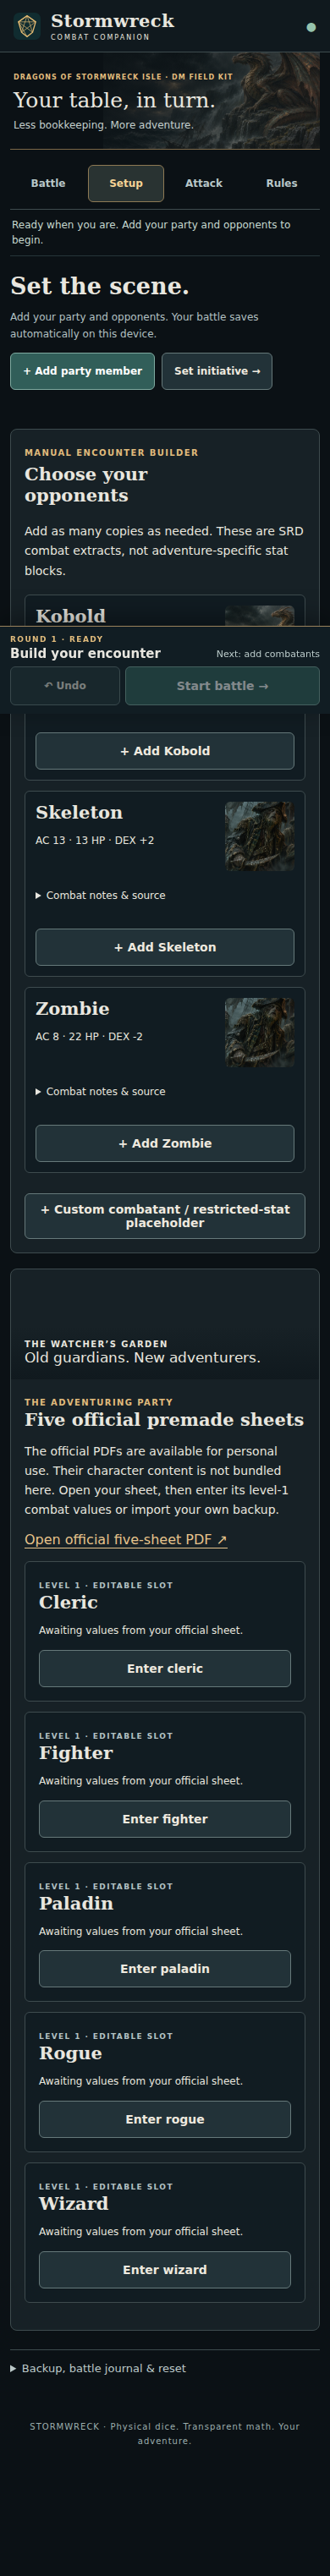 Stormwreck
COMBAT COMPANION
DRAGONS OF STORMWRECK ISLE · DM FIELD KIT
Your table, in turn.
Less bookkeeping. More adventure.
Battle
Setup
Attack
Rules
Ready when you are. Add your party and opponents to
begin.
Set the scene.
Add your party and opponents. Your battle saves
automatically on this device.
+ Add party member
Set initiative →
MANUAL ENCOUNTER BUILDER
Choose your
opponents
Add as many copies as needed. These are SRD
combat extracts, not adventure-specific stat
blocks.
Kobold
ROUND 1 · READY
Build your encounter
Next: add combatants
↶ Undo
Start battle →
+ Add Kobold
Skeleton
AC 13 · 13 HP · DEX +2
▶ Combat notes & source
+ Add Skeleton
Zombie
AC 8 · 22 HP · DEX -2
▶ Combat notes & source
+ Add Zombie
+ Custom combatant / restricted-stat
placeholder
THE WATCHER’S GARDEN
Old guardians. New adventurers.
THE ADVENTURING PARTY
Five official premade sheets
The official PDFs are available for personal
use. Their character content is not bundled
here. Open your sheet, then enter its level-1
combat values or import your own backup.
Open official five-sheet PDF ↗
LEVEL 1 · EDITABLE SLOT
Cleric
Awaiting values from your official sheet.
Enter cleric
LEVEL 1 · EDITABLE SLOT
Fighter
Awaiting values from your official sheet.
Enter fighter
LEVEL 1 · EDITABLE SLOT
Paladin
Awaiting values from your official sheet.
Enter paladin
LEVEL 1 · EDITABLE SLOT
Rogue
Awaiting values from your official sheet.
Enter rogue
LEVEL 1 · EDITABLE SLOT
Wizard
Awaiting values from your official sheet.
Enter wizard
▶ Backup, battle journal & reset
STORMWRECK · Physical dice. Transparent math. Your
adventure.